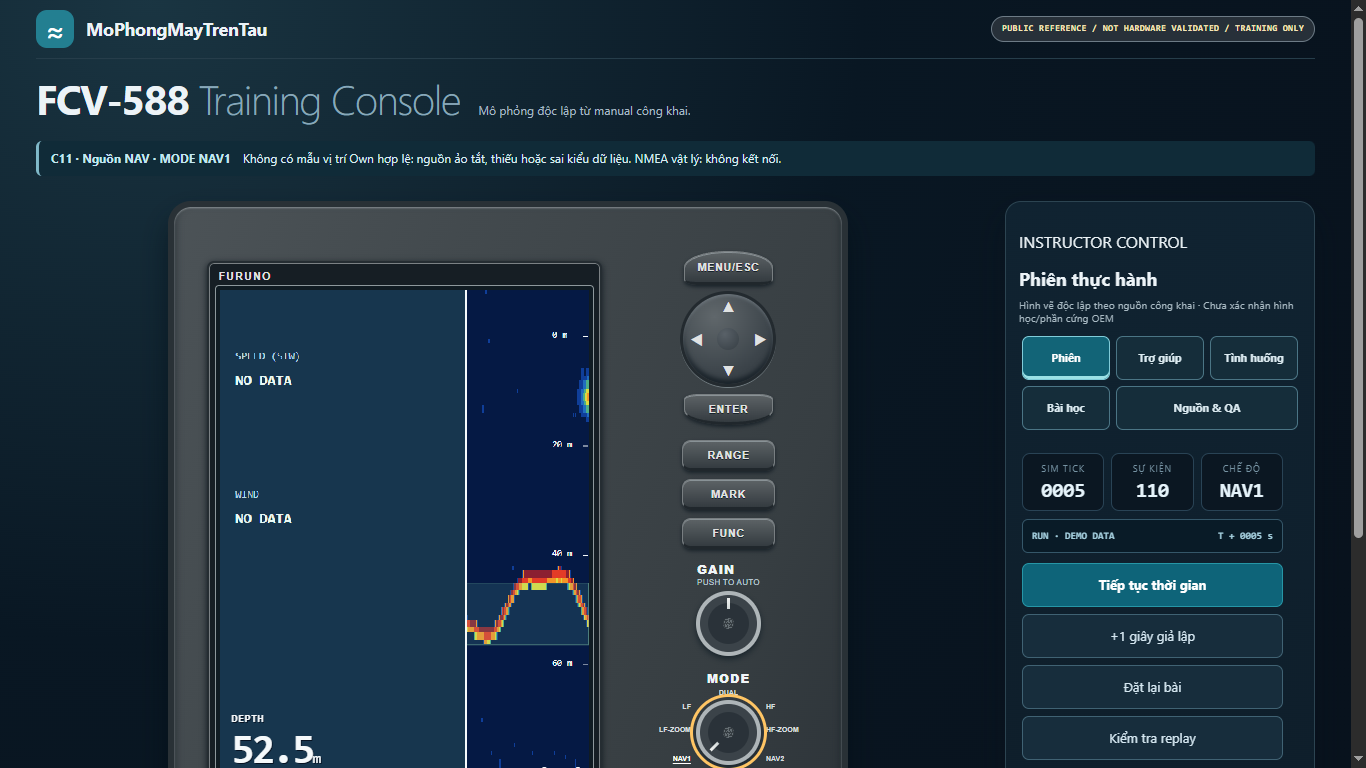 ≈ MoPhongMayTrenTau
PUBLIC REFERENCE / NOT HARDWARE VALIDATED / TRAINING ONLY
FCV-588 Training Console Mô phỏng độc lập từ manual công khai.
C11 · Nguồn NAV · MODE NAV1 Không có mẫu vị trí Own hợp lệ: nguồn ảo tắt, thiếu hoặc sai kiểu dữ liệu. NMEA vật lý: không kết nối.
FURUNO
SPEED (STW)
NO DATA
WIND
NO DATA
DEPTH
52.5m
0 m
20 m
40 m
60 m
MENU/ESC
▲
◀ ▶
▼
ENTER
RANGE
MARK
FUNC
GAIN
PUSH TO AUTO
MODE
DUAL
LF HF
LF-ZOOM HF-ZOOM
NAV1 NAV2
INSTRUCTOR CONTROL
Phiên thực hành
Hình vẽ độc lập theo nguồn công khai · Chưa xác nhận hình
học/phần cứng OEM
Phiên Trợ giúp Tình huống
Bài học Nguồn & QA
SIM TICK SỰ KIỆN CHẾ ĐỘ
0005 110 NAV1
RUN · DEMO DATA T + 0005 s
Tiếp tục thời gian
+1 giây giả lập
Đặt lại bài
Kiểm tra replay